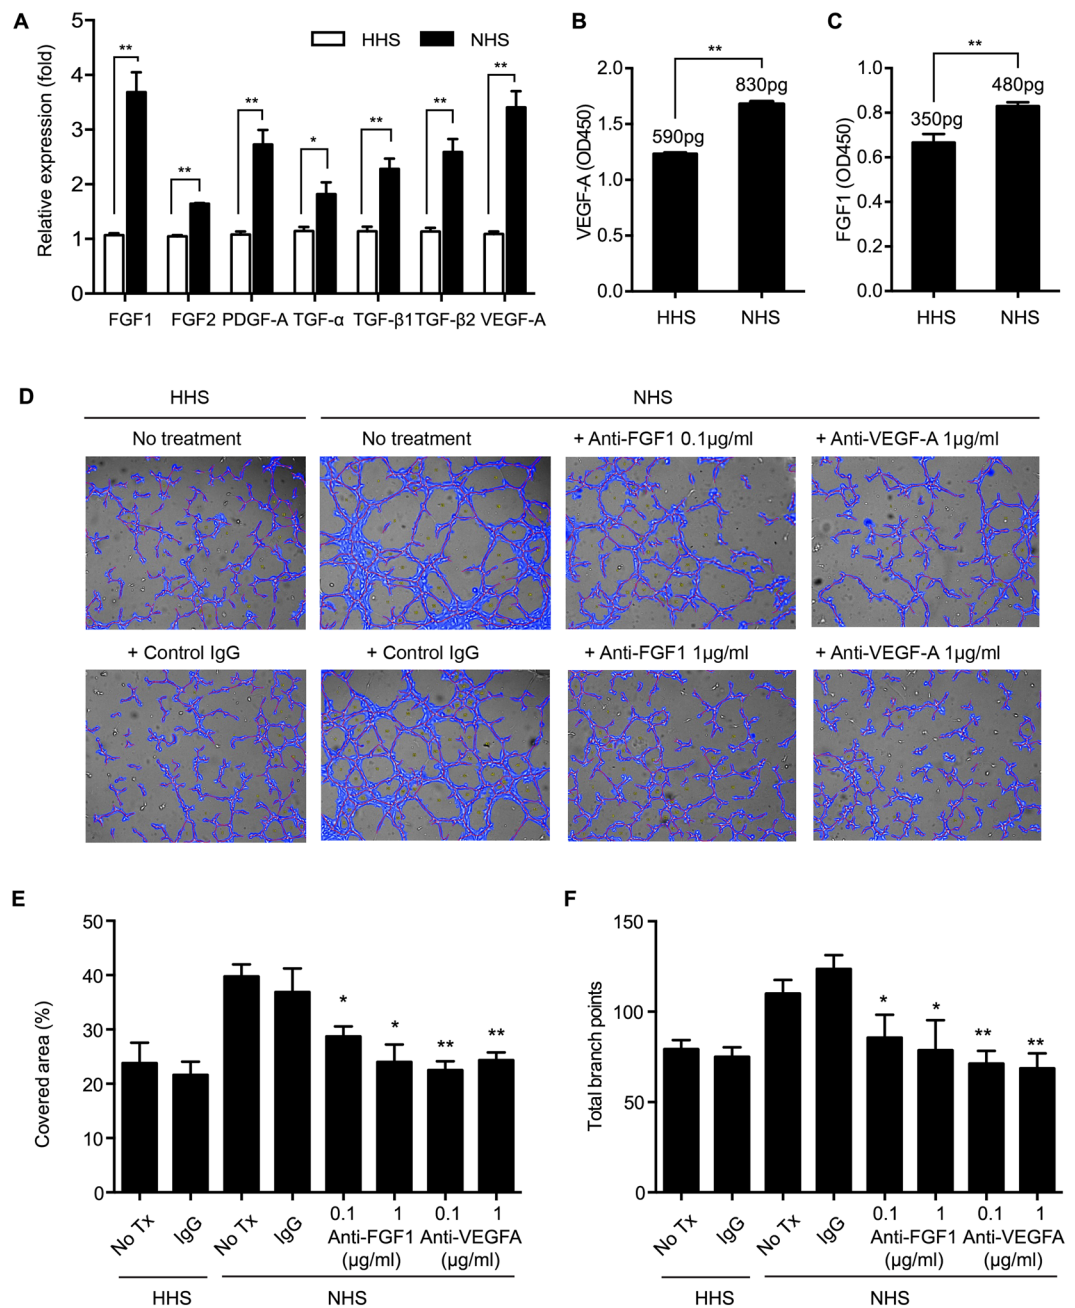 A
Relative expression (fold)
5
4
3
2
1
0
HHS
NHS
**
**
**
*
**
**
**
FGF1
FGF2
PDGF-A
TGF-α
TGF-β1
TGF-β2
VEGF-A
B
VEGF-A (OD450)
2.0
1.5
1.0
0.5
0.0
**
590pg
830pg
HHS
NHS
C
FGF1 (OD450)
1.0
0.8
0.6
0.4
0.2
0.0
**
350pg
480pg
HHS
NHS
D
HHS
NHS
No treatment
No treatment
+ Anti-FGF1 0.1µg/ml
+ Anti-VEGF-A 1µg/ml
+ Control IgG
+ Control IgG
+ Anti-FGF1 1µg/ml
+ Anti-VEGF-A 1µg/ml
E
Covered area (%)
50
40
30
20
10
0
*
*
**
**
No Tx
IgG
No Tx
IgG
0.1
1
0.1
1
Anti-FGF1
Anti-VEGFA
(µg/ml)
(µg/ml)
HHS
NHS
F
Total branch points
150
100
50
0
*
*
**
**
No Tx
IgG
No Tx
IgG
0.1
1
0.1
1
Anti-FGF1
Anti-VEGFA
(µg/ml)
(µg/ml)
HHS
NHS